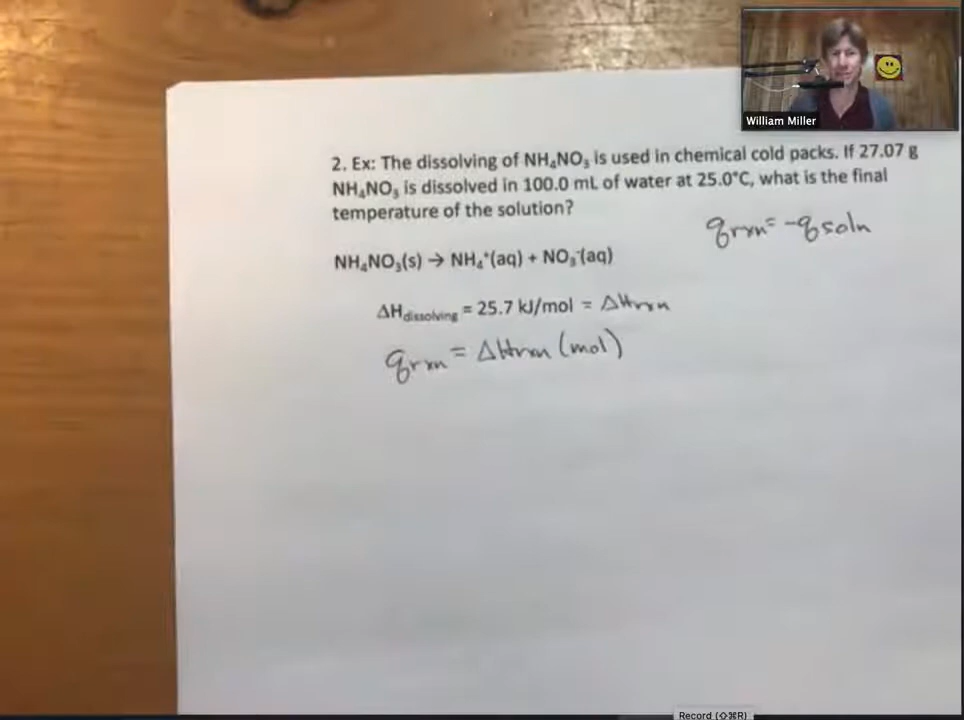 William Miller
2. Ex: The dissolving of NH₄NO₃ is used in chemical cold packs. If 27.07 g
NH₄NO₃ is dissolved in 100.0 mL of water at 25.0°C, what is the final
temperature of the solution?
qrxn = -qsoln
NH₄NO₃(s) → NH₄⁺(aq) + NO₃⁻(aq)
ΔHdissolving = 25.7 kJ/mol = ΔHrxn
qrxn = ΔHrxn (mol)
Record (⇧⌘R)